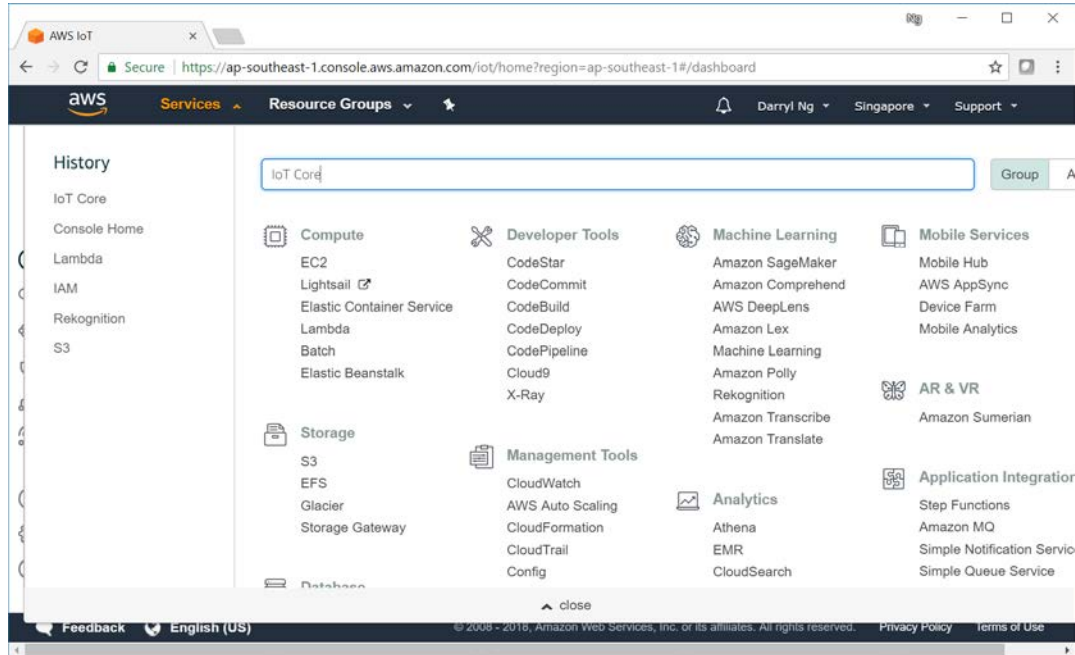 AWS IoT
Ng
Secure https://ap-southeast-1.console.aws.amazon.com/iot/home?region=ap-southeast-1#/dashboard
aws Services Resource Groups Darryl Ng Singapore Support
History
IoT Core
Console Home
Lambda
IAM
Rekognition
S3
IoT Core
Group A
Compute
EC2
Lightsail
Elastic Container Service
Lambda
Batch
Elastic Beanstalk
Storage
S3
EFS
Glacier
Storage Gateway
Database
Developer Tools
CodeStar
CodeCommit
CodeBuild
CodeDeploy
CodePipeline
Cloud9
X-Ray
Management Tools
CloudWatch
AWS Auto Scaling
CloudFormation
CloudTrail
Config
Machine Learning
Amazon SageMaker
Amazon Comprehend
AWS DeepLens
Amazon Lex
Machine Learning
Amazon Polly
Rekognition
Amazon Transcribe
Amazon Translate
Analytics
Athena
EMR
CloudSearch
Mobile Services
Mobile Hub
AWS AppSync
Device Farm
Mobile Analytics
AR & VR
Amazon Sumerian
Application Integration
Step Functions
Amazon MQ
Simple Notification Servic
Simple Queue Service
close
Feedback English (US) © 2008 - 2018, Amazon Web Services, Inc. or its affiliates. All rights reserved. Privacy Policy Terms of Use